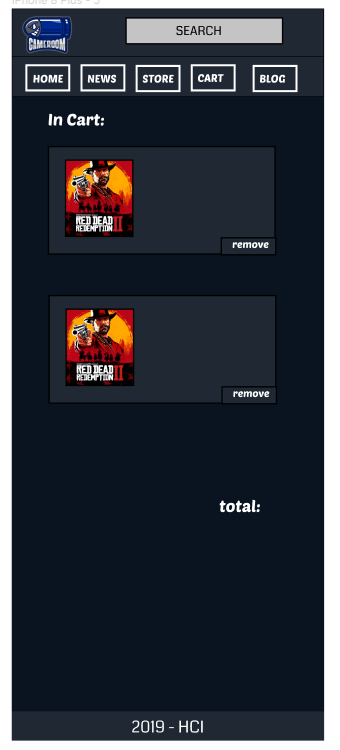 iPhone 8 Plus - 5
GAMEROOM
SEARCH
HOME NEWS STORE CART BLOG
In Cart:
RED DEAD
REDEMPTION II
remove
RED DEAD
REDEMPTION II
remove
total:
2019 - HCI